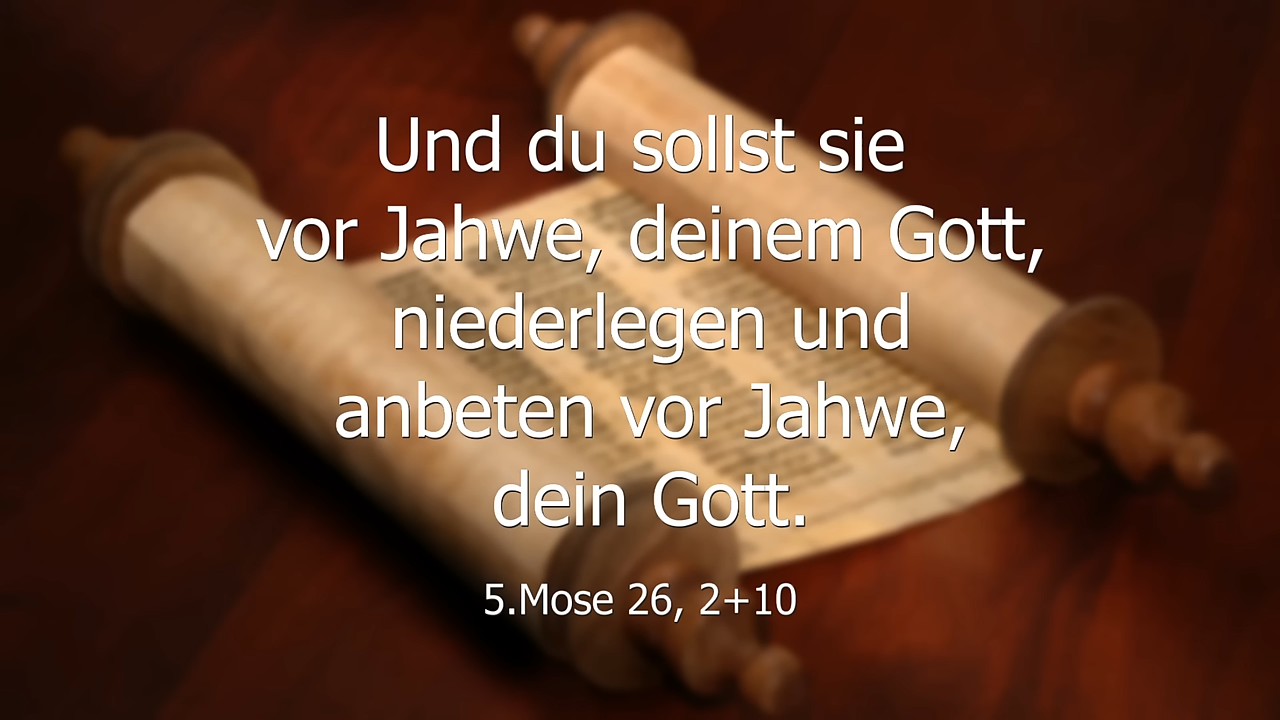 Und du sollst sie
vor Jahwe, deinem Gott,
niederlegen und
anbeten vor Jahwe,
dein Gott.
5.Mose 26, 2+10